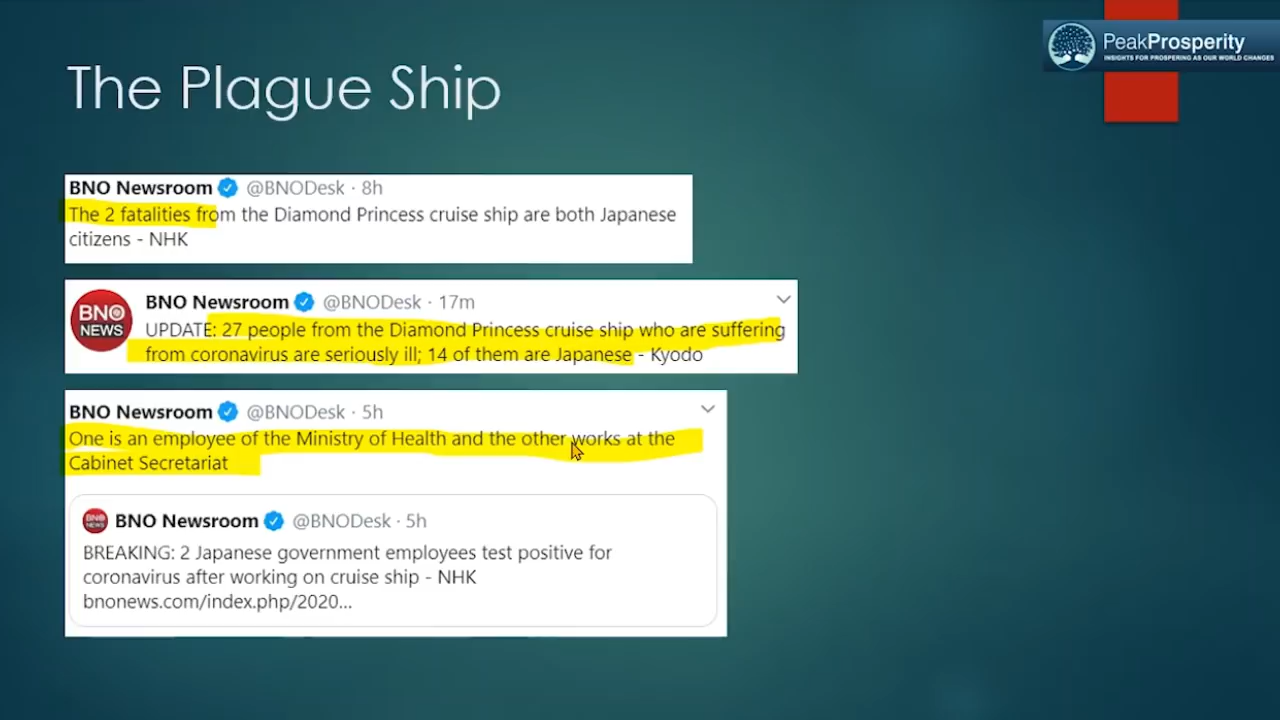 PeakProsperity
INSIGHTS FOR PROSPERING AS OUR WORLD CHANGES
The Plague Ship
BNO Newsroom @BNODesk · 8h
The 2 fatalities from the Diamond Princess cruise ship are both Japanese
citizens - NHK
BNO
NEWS
BNO Newsroom @BNODesk · 17m
UPDATE: 27 people from the Diamond Princess cruise ship who are suffering
from coronavirus are seriously ill; 14 of them are Japanese - Kyodo
BNO Newsroom @BNODesk · 5h
One is an employee of the Ministry of Health and the other works at the
Cabinet Secretariat
BNO
NEWS
BNO Newsroom @BNODesk · 5h
BREAKING: 2 Japanese government employees test positive for
coronavirus after working on cruise ship - NHK
bnonews.com/index.php/2020...